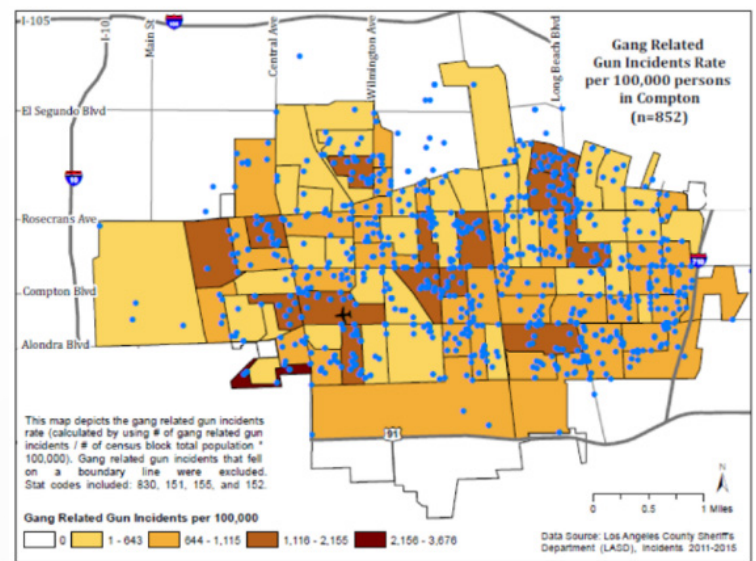 I-105
I-10
Main St
Central Ave
Wilmington Ave
Long Beach Blvd
Gang Related
Gun Incidents Rate
per 100,000 persons
in Compton
(n=852)
El Segundo Blvd
Rosecrans Ave
Compton Blvd
Alondra Blvd
91
This map depicts the gang related gun incidents
rate (calculated by using # of gang related gun
incidents / # of census block total population *
100,000). Gang related gun incidents that fell
on a boundary line were excluded.
Stat codes included: 830, 151, 155, and 152.
N
0 0.5 1 Miles
Gang Related Gun Incidents per 100,000
0 1 - 643 644 - 1,115 1,116 - 2,155 2,156 - 3,676
Data Source: Los Angeles County Sheriff's
Department (LASD), Incidents 2011-2015